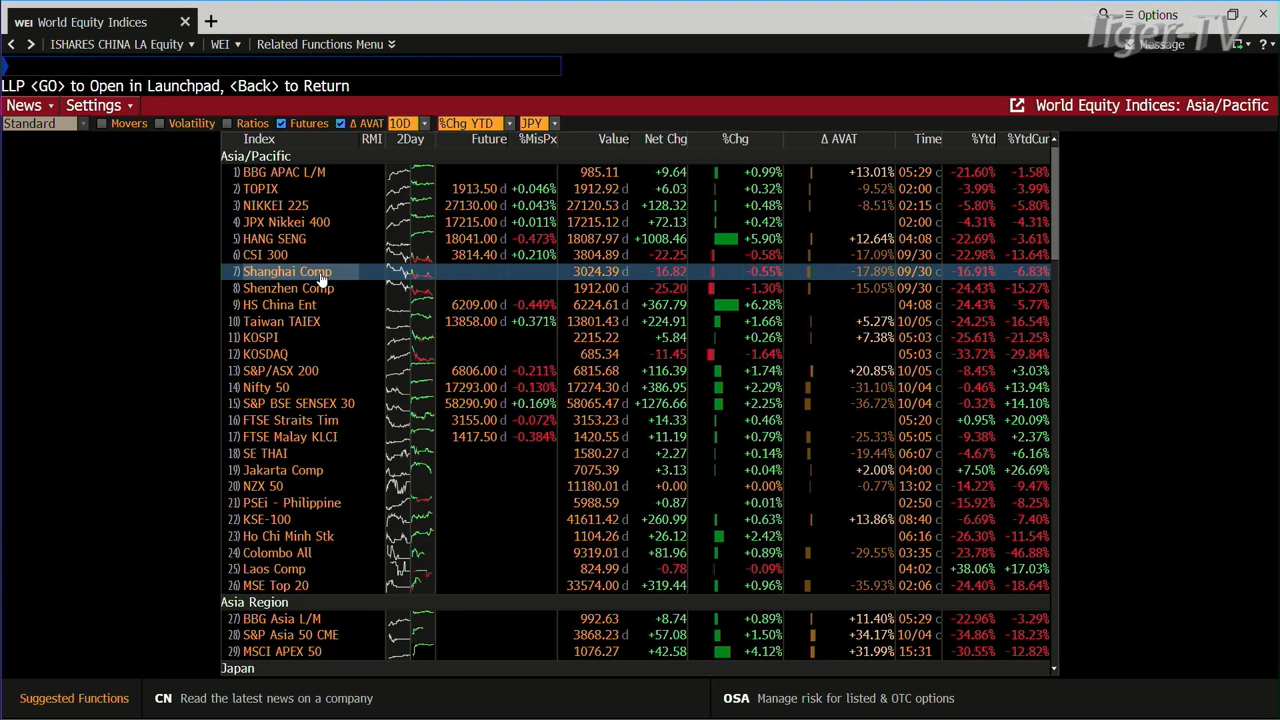 WEI World Equity Indices × +
Options
Tiger-TV
< > ISHARES CHINA LA Equity WEI Related Functions Menu
Message ?
LLP <GO> to Open in Launchpad, <Back> to Return
News Settings World Equity Indices: Asia/Pacific
Standard Movers Volatility Ratios Futures Δ AVAT 10D %Chg YTD JPY
Index RMI 2Day Future %MisPx Value Net Chg %Chg Δ AVAT Time %Ytd %YtdCur
Asia/Pacific
1) BBG APAC L/M 985.11 +9.64 +0.99% +13.01% 05:29 c -21.60% -1.58%
2) TOPIX 1913.50 d +0.046% 1912.92 d +6.03 +0.32% -9.52% 02:00 c -3.99% -3.99%
3) NIKKEI 225 27130.00 d +0.043% 27120.53 d +128.32 +0.48% -8.51% 02:15 c -5.80% -5.80%
4) JPX Nikkei 400 17215.00 d +0.011% 17215.12 d +72.13 +0.42% 02:00 c -4.31% -4.31%
5) HANG SENG 18041.00 d -0.473% 18087.97 d +1008.46 +5.90% +12.64% 04:08 c -22.69% -3.61%
6) CSI 300 3814.40 d +0.210% 3804.89 d -22.25 -0.58% -17.09% 09/30 c -22.98% -13.64%
7) Shanghai Comp 3024.39 d -16.82 -0.55% -17.89% 09/30 c -16.91% -6.83%
8) Shenzhen Comp 1912.00 d -25.20 -1.30% -15.05% 09/30 c -24.43% -15.27%
9) HS China Ent 6209.00 d -0.449% 6224.61 d +367.79 +6.28% 04:08 c -24.43% -5.77%
10) Taiwan TAIEX 13858.00 d +0.371% 13801.43 d +224.91 +1.66% +5.27% 10/05 c -24.25% -16.54%
11) KOSPI 2215.22 +5.84 +0.26% +7.38% 05:03 c -25.61% -21.25%
12) KOSDAQ 685.34 -11.45 -1.64% 05:03 c -33.72% -29.84%
13) S&P/ASX 200 6806.00 d -0.211% 6815.68 d +116.39 +1.74% +20.85% 10/05 c -8.45% +3.03%
14) Nifty 50 17293.00 d -0.130% 17274.30 d +386.95 +2.29% -31.10% 10/04 c -0.46% +13.94%
15) S&P BSE SENSEX 30 58290.90 d +0.169% 58065.47 d +1276.66 +2.25% -36.72% 10/04 c -0.32% +14.10%
16) FTSE Straits Tim 3155.00 d -0.072% 3153.23 d +14.33 +0.46% 05:20 c +0.95% +20.09%
17) FTSE Malay KLCI 1417.50 d -0.384% 1420.55 d +11.19 +0.79% -25.33% 05:05 c -9.38% +2.37%
18) SE THAI 1580.27 d +2.27 +0.14% -19.44% 06:07 c -4.67% +6.16%
19) Jakarta Comp 7075.39 +3.13 +0.04% +2.00% 04:00 c +7.50% +26.69%
20) NZX 50 11180.01 d +0.00 +0.00% -0.77% 13:02 c -14.22% -9.47%
21) PSEi - Philippine 5988.59 +0.87 +0.01% 02:50 c -15.92% -8.25%
22) KSE-100 41611.42 d +260.99 +0.63% +13.86% 08:40 c -6.69% -7.40%
23) Ho Chi Minh Stk 1104.26 d +26.12 +2.42% 06:16 c -26.30% -11.54%
24) Colombo All 9319.01 d +81.96 +0.89% -29.55% 03:35 c -23.78% -46.88%
25) Laos Comp 824.99 d -0.78 -0.09% 04:02 c +38.06% +17.03%
26) MSE Top 20 33574.00 d +319.44 +0.96% -35.93% 02:06 c -24.40% -18.64%
Asia Region
27) BBG Asia L/M 992.63 +8.74 +0.89% +11.40% 05:29 c -22.96% -3.29%
28) S&P Asia 50 CME 3868.23 d +57.08 +1.50% +34.17% 10/04 c -34.86% -18.23%
29) MSCI APEX 50 1076.27 +42.58 +4.12% +31.99% 15:31 c -30.55% -12.82%
Japan
Suggested Functions CN Read the latest news on a company OSA Manage risk for listed & OTC options